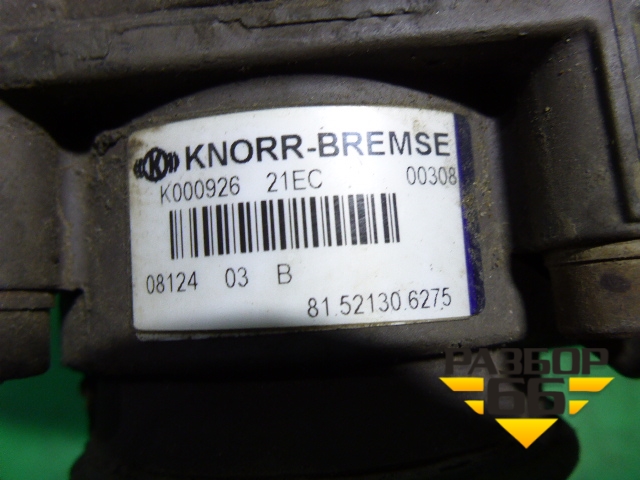 KNORR-BREMSE
K000926 21EC 00308
08124 03 B
81.52130.6275
РАЗБОР
66